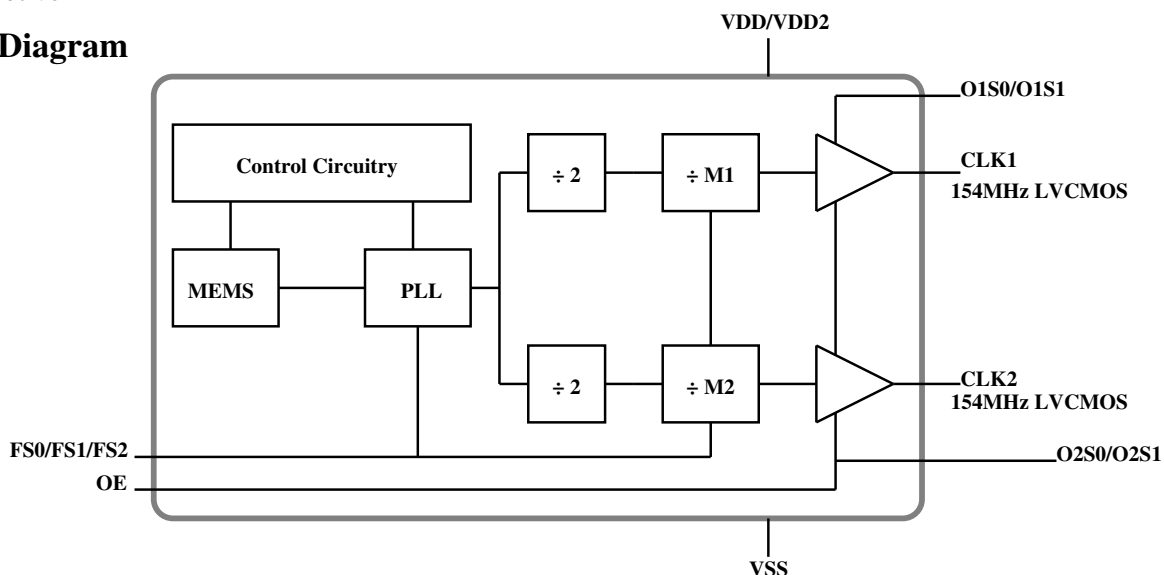 Diagram
VDD/VDD2
O1S0/O1S1
Control Circuitry
÷ 2
÷ M1
CLK1
154MHz LVCMOS
MEMS
PLL
÷ 2
÷ M2
CLK2
154MHz LVCMOS
FS0/FS1/FS2
O2S0/O2S1
OE
VSS